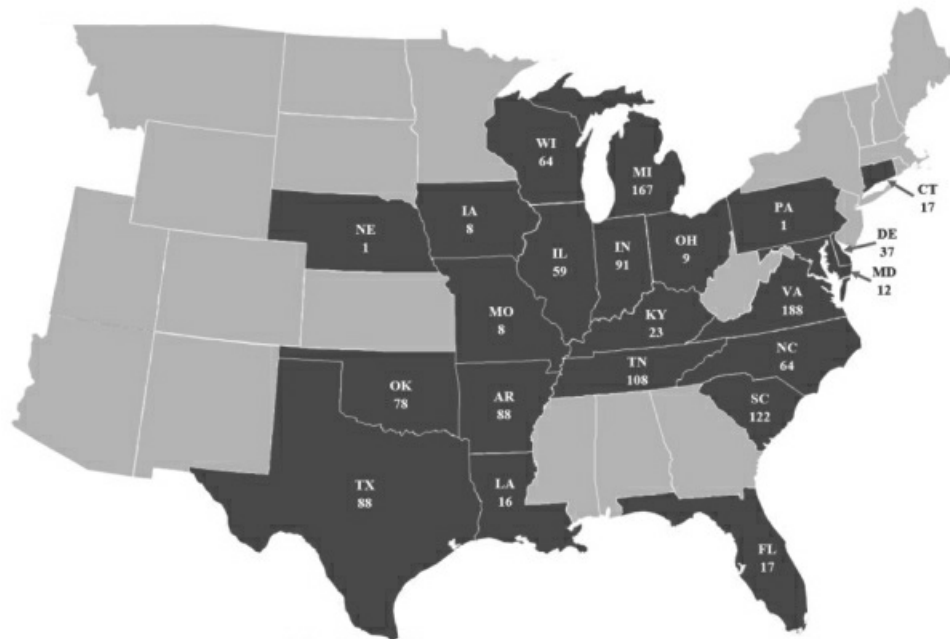 WI
64
MI
167
CT
17
IA
8
NE
1
PA
1
IL
59
IN
91
OH
9
DE
37
MD
12
VA
188
MO
8
KY
23
NC
64
TN
108
OK
78
AR
88
SC
122
TX
88
LA
16
FL
17